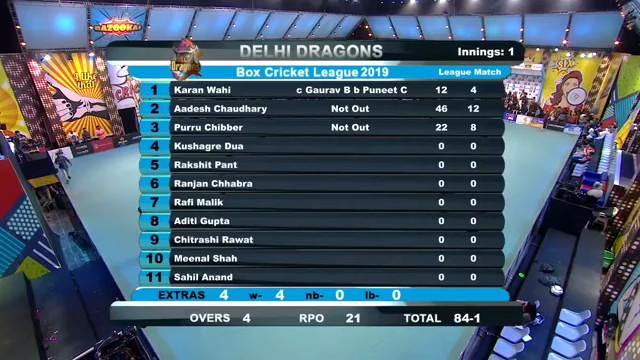 BAZOOKA!
Dragons
DELHI DRAGONS
Innings: 1
Box Cricket League 2019 League Match
1 Karan Wahi c Gaurav B b Puneet C 12 4
2 Aadesh Chaudhary Not Out 46 12
3 Purru Chibber Not Out 22 8
4 Kushagre Dua 0 0
5 Rakshit Pant 0 0
6 Ranjan Chhabra 0 0
7 Rafi Malik 0 0
8 Aditi Gupta 0 0
9 Chitrashi Rawat 0 0
10 Meenal Shah 0 0
11 Sahil Anand 0 0
EXTRAS 4 w- 4 nb- 0 lb- 0
OVERS 4 RPO 21 TOTAL 84-1